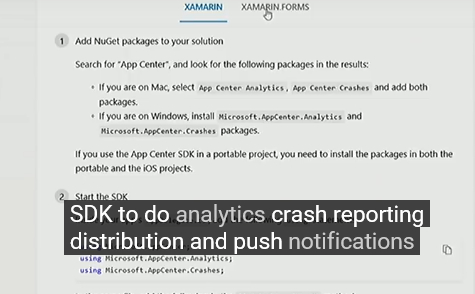 XAMARIN XAMARIN.FORMS
1 Add NuGet packages to your solution
Search for "App Center", and look for the following packages in the results:
• If you are on Mac, select App Center Analytics, App Center Crashes and add both
packages.
• If you are on Windows, install Microsoft.AppCenter.Analytics and
Microsoft.AppCenter.Crashes packages.
If you use the App Center SDK in a portable project, you need to install the packages in both the
portable and the iOS projects.
2 Start the SDK
SDK to do analytics crash reporting
distribution and push notifications
using Microsoft.AppCenter.Analytics;
using Microsoft.AppCenter.Crashes;